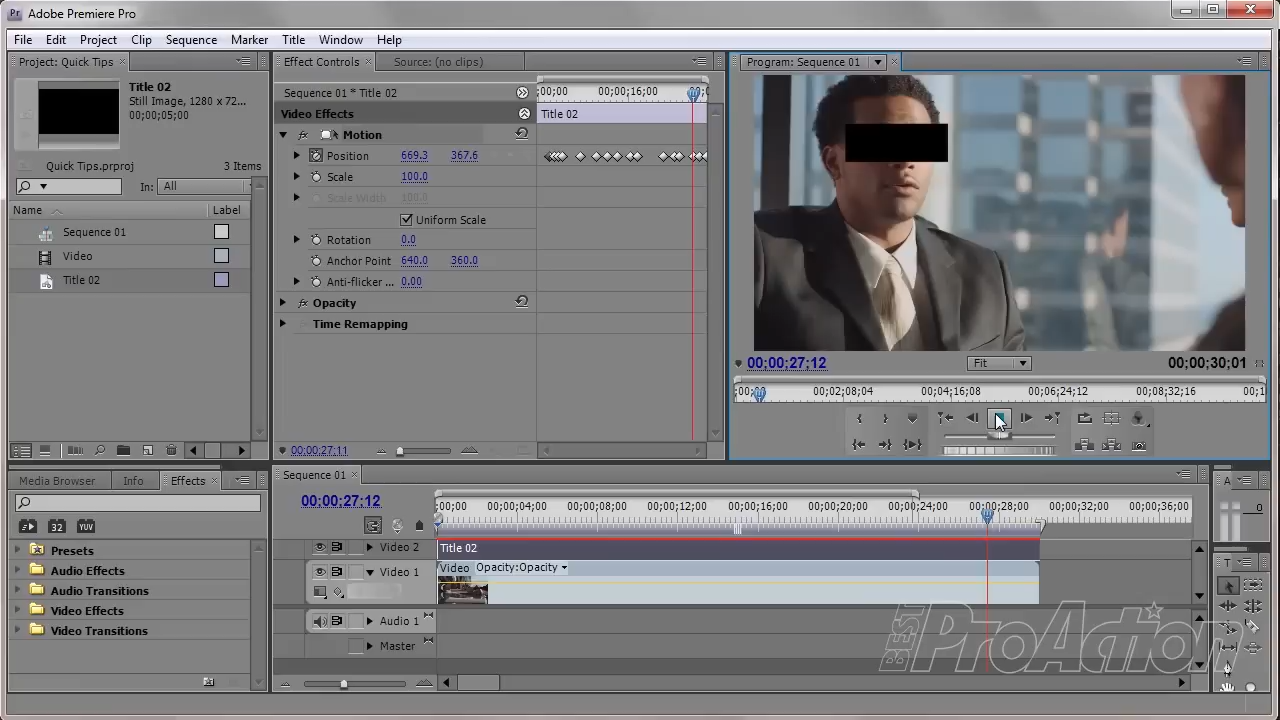 Adobe Premiere Pro
File Edit Project Clip Sequence Marker Title Window Help
Project: Quick Tips
Title 02
Still Image, 1280 x 72...
00;00;05;00
Quick Tips.prproj 3 Items
In: All
Name Label
Sequence 01
Video
Title 02
Effect Controls Source: (no clips)
Sequence 01 * Title 02
;00;00 00;00;16;00
Video Effects Title 02
fx Motion
Position 669.3 367.6
Scale 100.0
Scale Width 100.0
Uniform Scale
Rotation 0.0
Anchor Point 640.0 360.0
Anti-flicker ... 0.00
fx Opacity
Time Remapping
00;00;27;11
Program: Sequence 01
00;00;27;12 Fit 00;00;30;01
00;02;08;04 00;04;16;08 00;06;24;12 00;08;32;16
Media Browser Info Effects
32 YUV
Presets
Audio Effects
Audio Transitions
Video Effects
Video Transitions
Sequence 01
00;00;27;12
;00;00 00;00;04;00 00;00;08;00 00;00;12;00 00;00;16;00 00;00;20;00 00;00;24;00 00;00;28;00 00;00;32;00 00;00;36;00
Video 2 Title 02
Video 1 Video Opacity:Opacity
Audio 1
Master
A
0
T
BEST ProAction